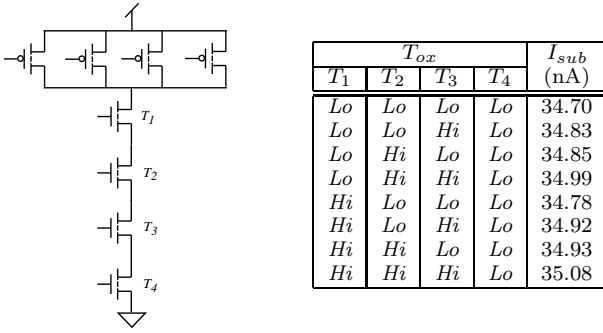 T1
T2
T3
T4
Tox Isub
T1 T2 T3 T4 (nA)
Lo Lo Lo Lo 34.70
Lo Lo Hi Lo 34.83
Lo Hi Lo Lo 34.85
Lo Hi Hi Lo 34.99
Hi Lo Lo Lo 34.78
Hi Lo Hi Lo 34.92
Hi Hi Lo Lo 34.93
Hi Hi Hi Lo 35.08